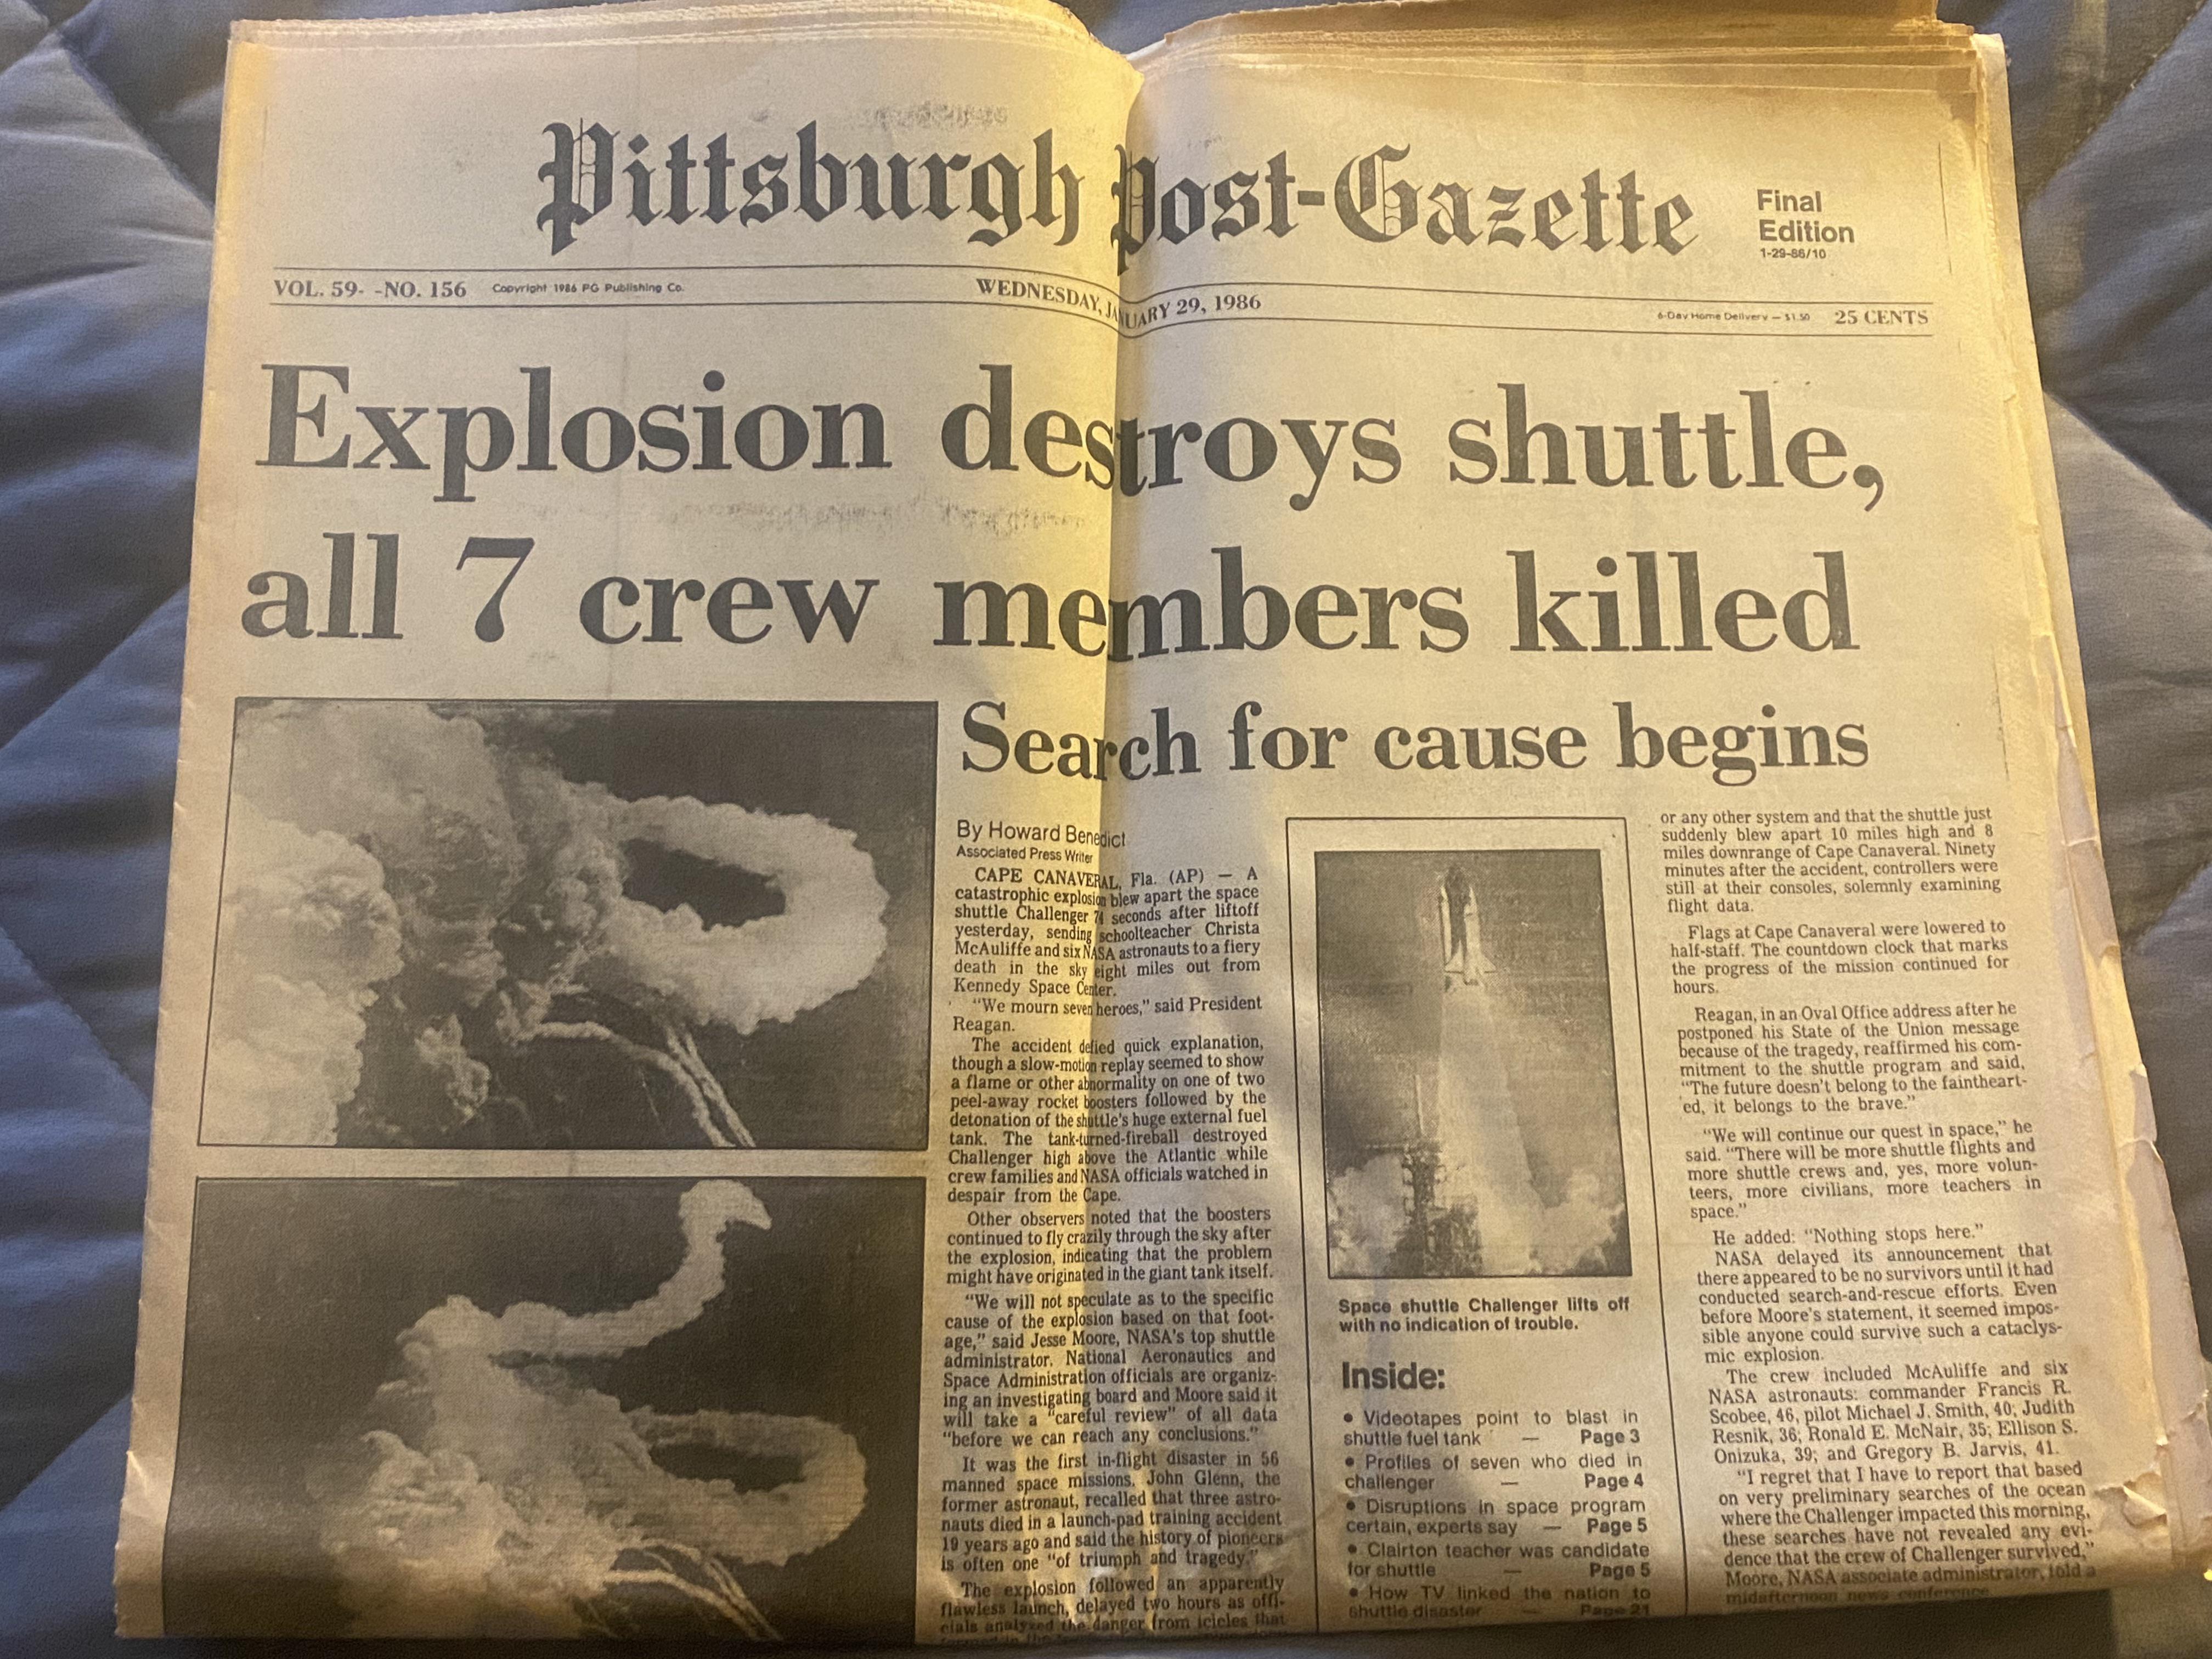 Pittsburgh Post-Gazette
Final
Edition
1-29-86/10
VOL. 59- -NO. 156 Copyright 1986 PG Publishing Co.
WEDNESDAY, JANUARY 29, 1986
6-Day Home Delivery — $1.50 25 CENTS
Explosion destroys shuttle,
all 7 crew members killed
Search for cause begins
By Howard Benedict
Associated Press Writer
CAPE CANAVERAL, Fla. (AP) — A
catastrophic explosion blew apart the space
shuttle Challenger 74 seconds after liftoff
yesterday, sending schoolteacher Christa
McAuliffe and six NASA astronauts to a fiery
death in the sky eight miles out from
Kennedy Space Center.
"We mourn seven heroes," said President
Reagan.
The accident defied quick explanation,
though a slow-motion replay seemed to show
a flame or other abnormality on one of two
peel-away rocket boosters followed by the
detonation of the shuttle's huge external fuel
tank. The tank-turned-fireball destroyed
Challenger high above the Atlantic while
crew families and NASA officials watched in
despair from the Cape.
Other observers noted that the boosters
continued to fly crazily through the sky after
the explosion, indicating that the problem
might have originated in the giant tank itself.
"We will not speculate as to the specific
cause of the explosion based on that foot-
age," said Jesse Moore, NASA's top shuttle
administrator. National Aeronautics and
Space Administration officials are organiz-
ing an investigating board and Moore said it
will take a "careful review" of all data
"before we can reach any conclusions."
It was the first in-flight disaster in 56
manned space missions. John Glenn, the
former astronaut, recalled that three astro-
nauts died in a launch-pad training accident
19 years ago and said the history of pioneers
is often one "of triumph and tragedy."
The explosion followed an apparently
flawless launch, delayed two hours as offi-
cials analyzed the danger from icicles that
Space shuttle Challenger lifts off
with no indication of trouble.
Inside:
• Videotapes point to blast in
shuttle fuel tank — Page 3
• Profiles of seven who died in
challenger — Page 4
• Disruptions in space program
certain, experts say — Page 5
• Clairton teacher was candidate
for shuttle — Page 5
• How TV linked the nation to
shuttle disaster — Page 21
or any other system and that the shuttle just
suddenly blew apart 10 miles high and 8
miles downrange of Cape Canaveral. Ninety
minutes after the accident, controllers were
still at their consoles, solemnly examining
flight data.
Flags at Cape Canaveral were lowered to
half-staff. The countdown clock that marks
the progress of the mission continued for
hours.
Reagan, in an Oval Office address after he
postponed his State of the Union message
because of the tragedy, reaffirmed his com-
mitment to the shuttle program and said,
"The future doesn't belong to the fainthearted-
ed, it belongs to the brave."
"We will continue our quest in space," he
said. "There will be more shuttle flights and
more shuttle crews and, yes, more volun-
teers, more civilians, more teachers in
space."
He added: "Nothing stops here."
NASA delayed its announcement that
there appeared to be no survivors until it had
conducted search-and-rescue efforts. Even
before Moore's statement, it seemed impos-
sible anyone could survive such a cataclys-
mic explosion.
The crew included McAuliffe and six
NASA astronauts: commander Francis R.
Scobee, 46, pilot Michael J. Smith, 40; Judith
Resnik, 36; Ronald E. McNair, 35; Ellison S.
Onizuka, 39; and Gregory B. Jarvis, 41.
"I regret that I have to report that based
on very preliminary searches of the ocean
where the Challenger impacted this morning,
these searches have not revealed any evi-
dence that the crew of Challenger survived,"
Moore, NASA associate administrator, told a
midafternoon news conference.